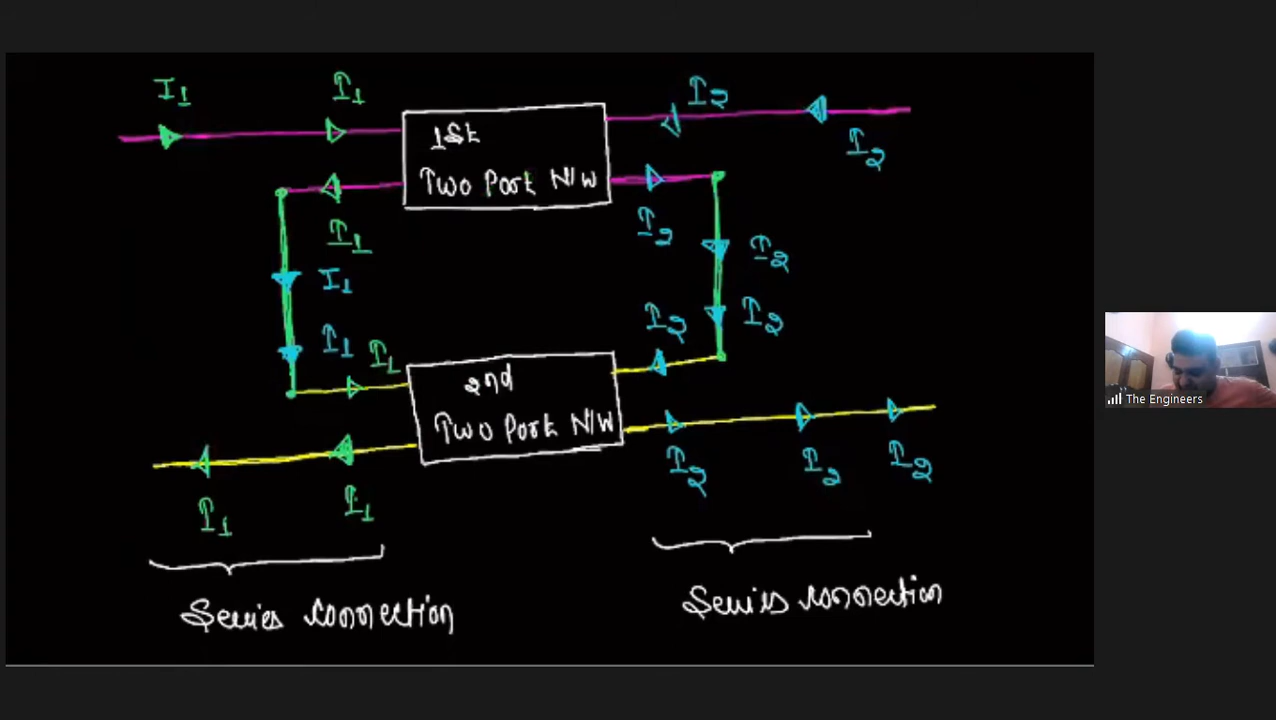 I1
I1
I2
I2
1st
Two Port N/W
I1
I2
I1
I2
I1
I1
I2
I2
2nd
Two Port N/W
I1
I1
I2
I2
I2
Series connection
Series connection
The Engineers